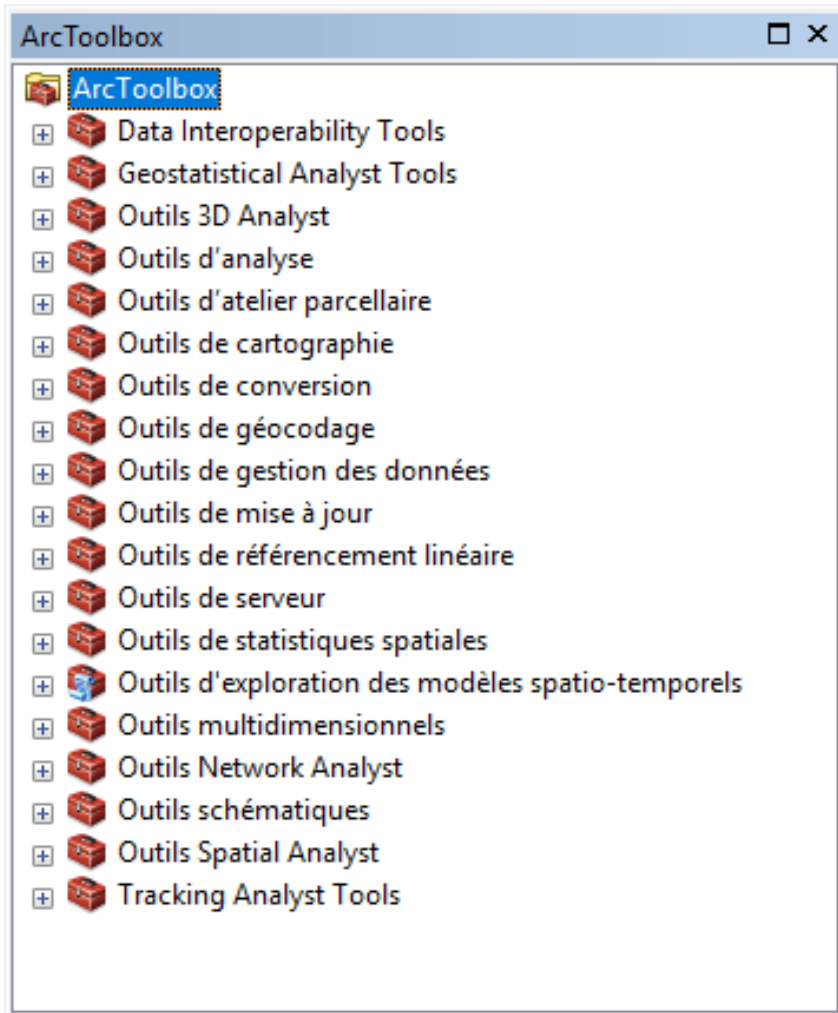 ArcToolbox
ArcToolbox
Data Interoperability Tools
Geostatistical Analyst Tools
Outils 3D Analyst
Outils d'analyse
Outils d'atelier parcellaire
Outils de cartographie
Outils de conversion
Outils de géocodage
Outils de gestion des données
Outils de mise à jour
Outils de référencement linéaire
Outils de serveur
Outils de statistiques spatiales
Outils d'exploration des modèles spatio-temporels
Outils multidimensionnels
Outils Network Analyst
Outils schématiques
Outils Spatial Analyst
Tracking Analyst Tools